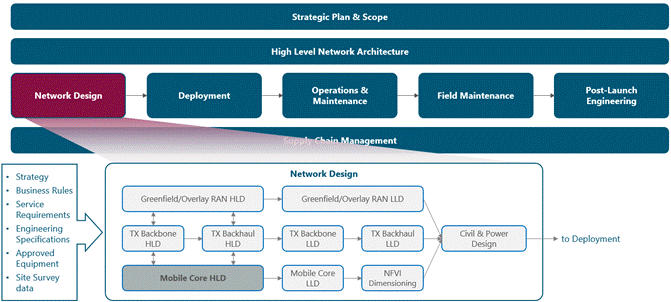 Strategic Plan & Scope
High Level Network Architecture
Network Design
Deployment
Operations &
Maintenance
Field Maintenance
Post-Launch
Engineering
Supply Chain Management
• Strategy
• Business Rules
• Service
Requirements
• Engineering
Specifications
• Approved
Equipment
• Site Survey
data
Network Design
Greenfield/Overlay RAN HLD
Greenfield/Overlay RAN LLD
TX Backbone
HLD
TX Backhaul
HLD
TX Backbone
LLD
TX Backhaul
LLD
Civil & Power
Design
to Deployment
Mobile Core HLD
Mobile Core
LLD
NFVI
Dimensioning